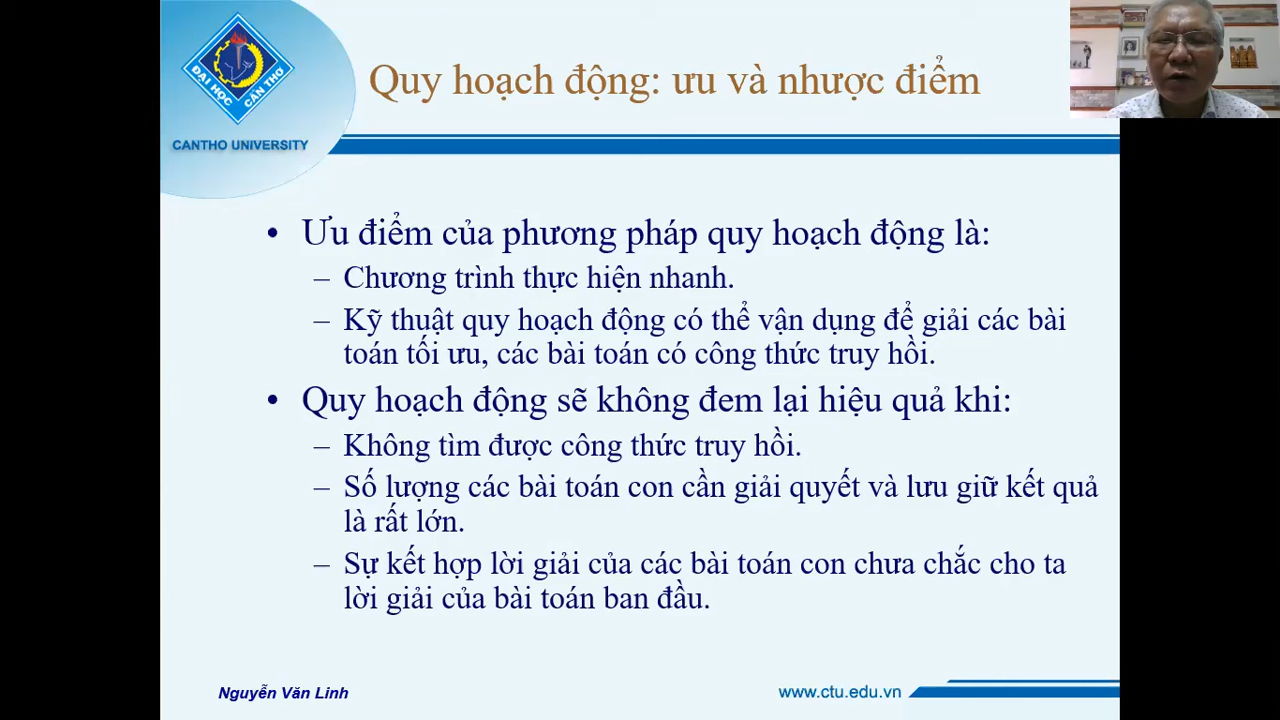 ĐẠI HỌC CẦN THƠ
CANTHO UNIVERSITY
Quy hoạch động: ưu và nhược điểm
• Ưu điểm của phương pháp quy hoạch động là:
– Chương trình thực hiện nhanh.
– Kỹ thuật quy hoạch động có thể vận dụng để giải các bài
toán tối ưu, các bài toán có công thức truy hồi.
• Quy hoạch động sẽ không đem lại hiệu quả khi:
– Không tìm được công thức truy hồi.
– Số lượng các bài toán con cần giải quyết và lưu giữ kết quả
là rất lớn.
– Sự kết hợp lời giải của các bài toán con chưa chắc cho ta
lời giải của bài toán ban đầu.
Nguyễn Văn Linh
www.ctu.edu.vn